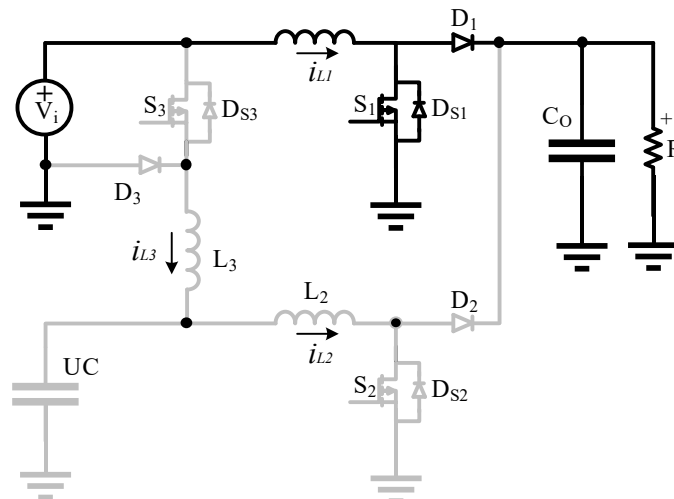 D1
iL1
+
Vi
S3
DS3
S1
DS1
CO
+
R
D3
iL3
L3
L2
D2
iL2
UC
S2
DS2